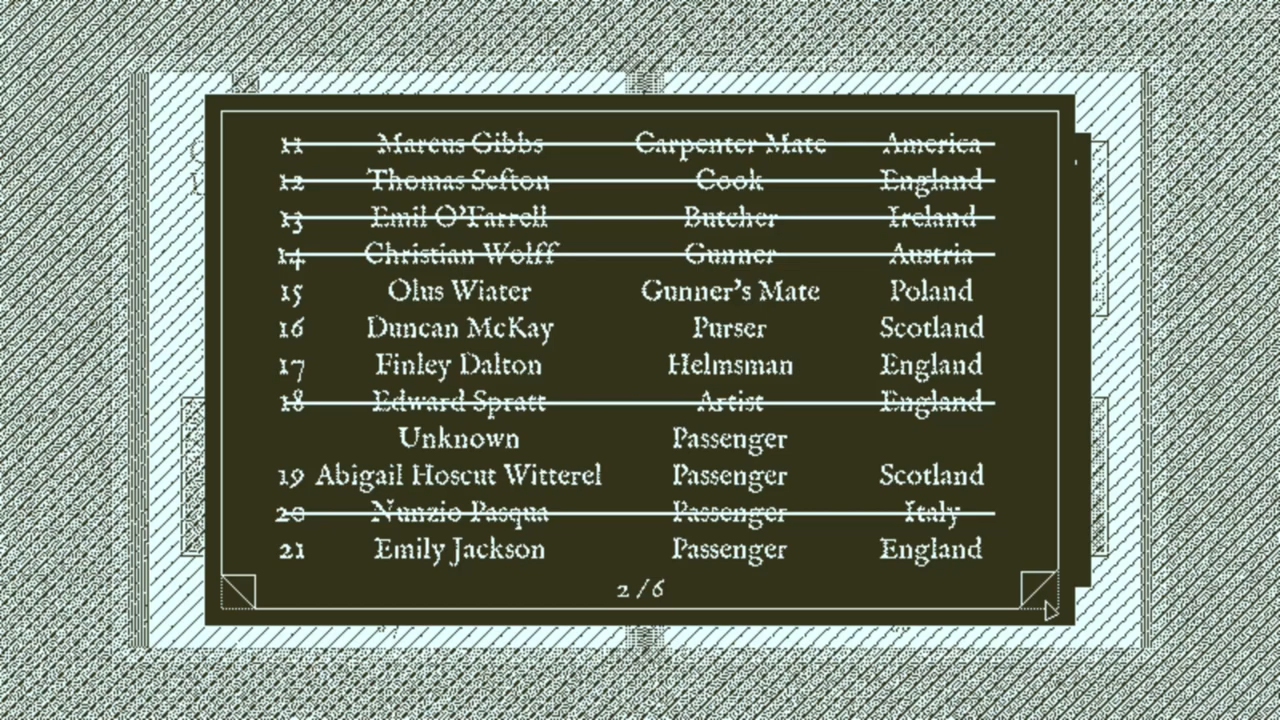 11 Marcus Gibbs Carpenter Mate America
12 Thomas Sefton Cook England
13 Emil O'Farrell Butcher Ireland
14 Christian Wolff Gunner Austria
15 Olus Wiater Gunner's Mate Poland
16 Duncan McKay Purser Scotland
17 Finley Dalton Helmsman England
18 Edward Spratt Artist England
Unknown Passenger
19 Abigail Hoscut Witterel Passenger Scotland
20 Nunzio Pasqua Passenger Italy
21 Emily Jackson Passenger England
2/6